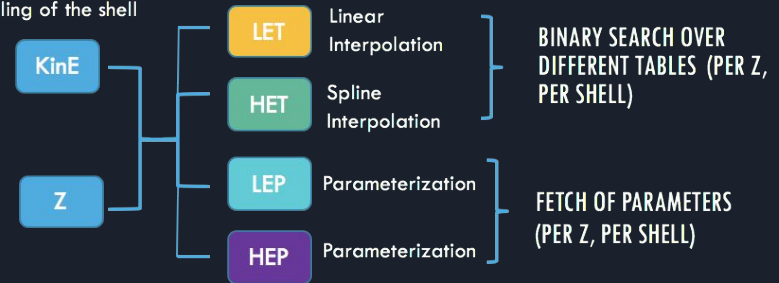 ling of the shell
KinE
Z
LET
Linear
Interpolation
HET
Spline
Interpolation
LEP
Parameterization
HEP
Parameterization
BINARY SEARCH OVER
DIFFERENT TABLES (PER Z,
PER SHELL)
FETCH OF PARAMETERS
(PER Z, PER SHELL)